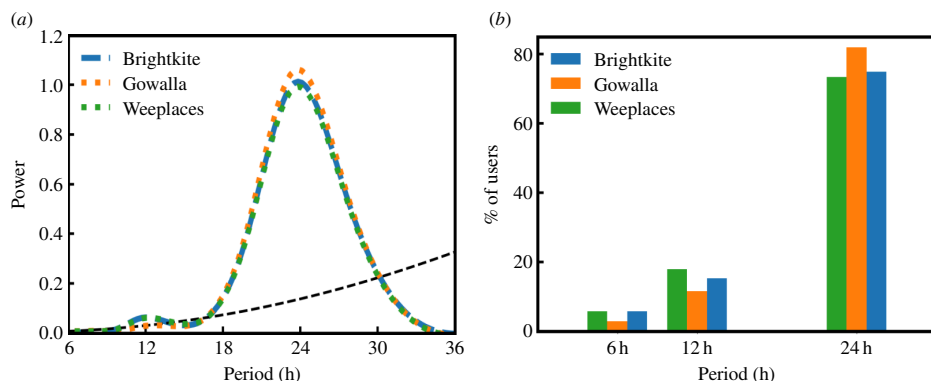 (a)
1.2
1.0
0.8
0.6
0.4
0.2
0.0
Power
Brightkite
Gowalla
Weeplaces
6 12 18 24 30 36
Period (h)
(b)
80
60
40
20
0
% of users
Brightkite
Gowalla
Weeplaces
6 h 12 h 24 h
Period (h)